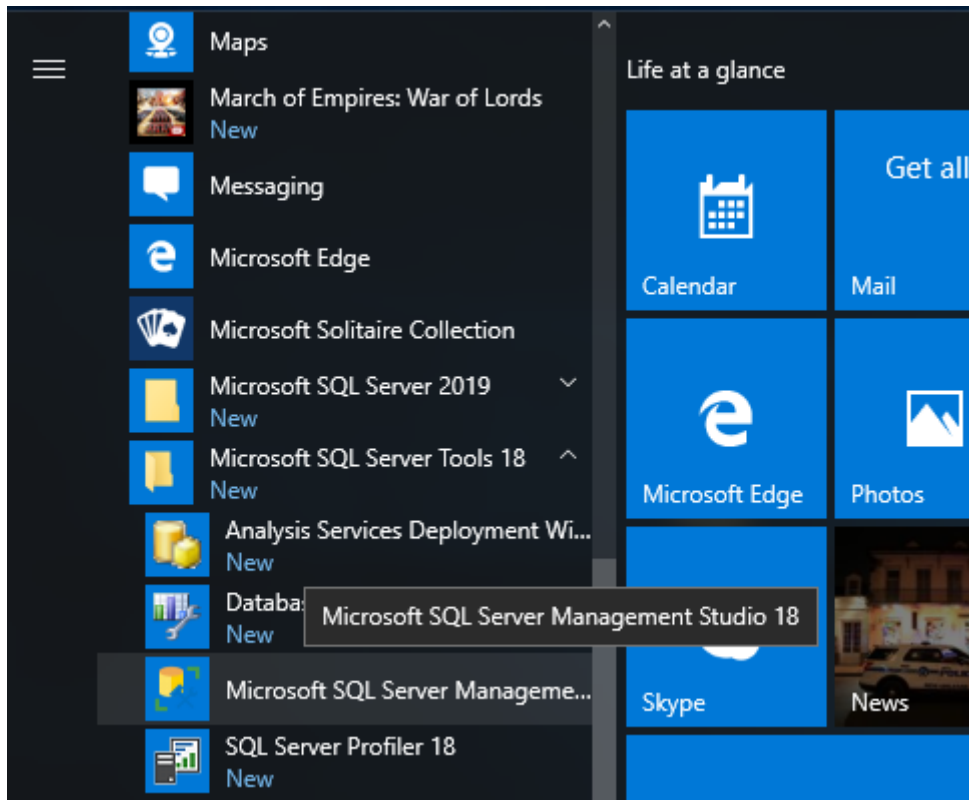 Maps
March of Empires: War of Lords
New
Messaging
Microsoft Edge
Microsoft Solitaire Collection
Microsoft SQL Server 2019
New
Microsoft SQL Server Tools 18
New
Analysis Services Deployment Wi...
New
Databa
New
Microsoft SQL Server Management Studio 18
Microsoft SQL Server Manageme...
SQL Server Profiler 18
New
Life at a glance
Calendar
Get all
Mail
Microsoft Edge
Photos
Skype
News